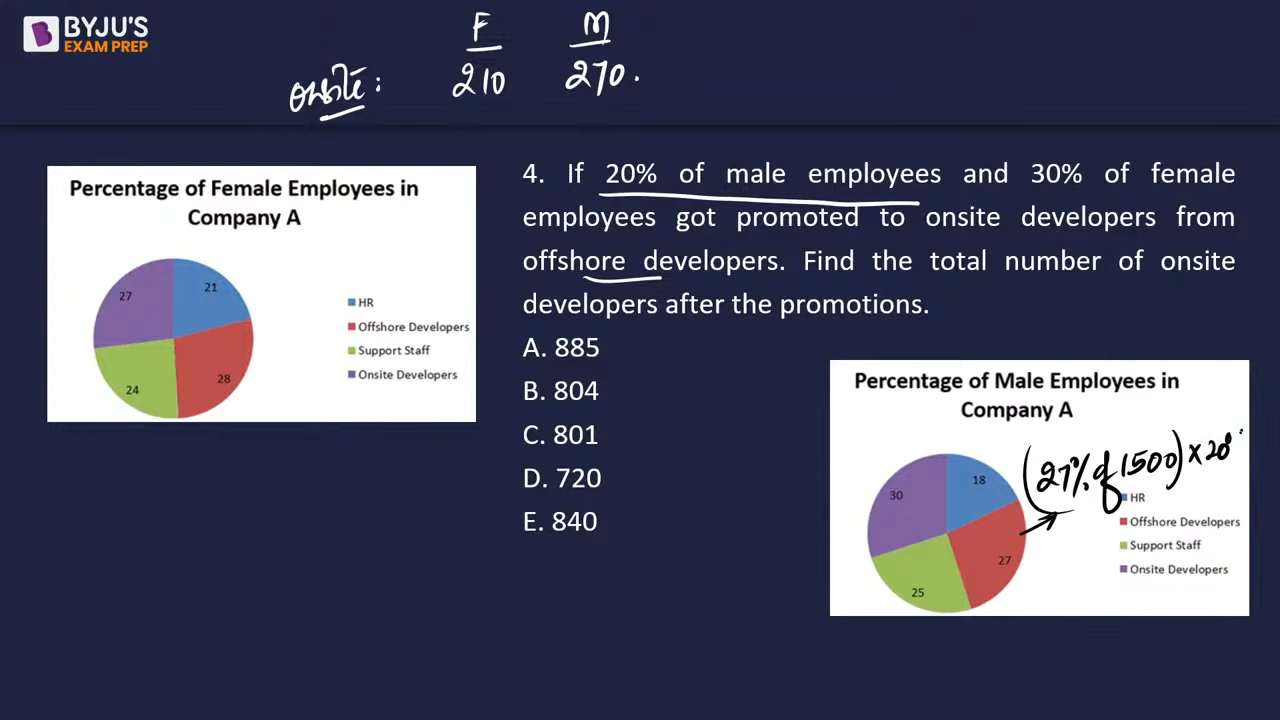 BYJU'S
EXAM PREP
F M
onsite: 210 270.
Percentage of Female Employees in
Company A
27
21
24
28
HR
Offshore Developers
Support Staff
Onsite Developers
4. If 20% of male employees and 30% of female
employees got promoted to onsite developers from
offshore developers. Find the total number of onsite
developers after the promotions.
A. 885
B. 804
C. 801
D. 720
E. 840
Percentage of Male Employees in
Company A
(27% of 1500) × 20
30
18
27
25
HR
Offshore Developers
Support Staff
Onsite Developers